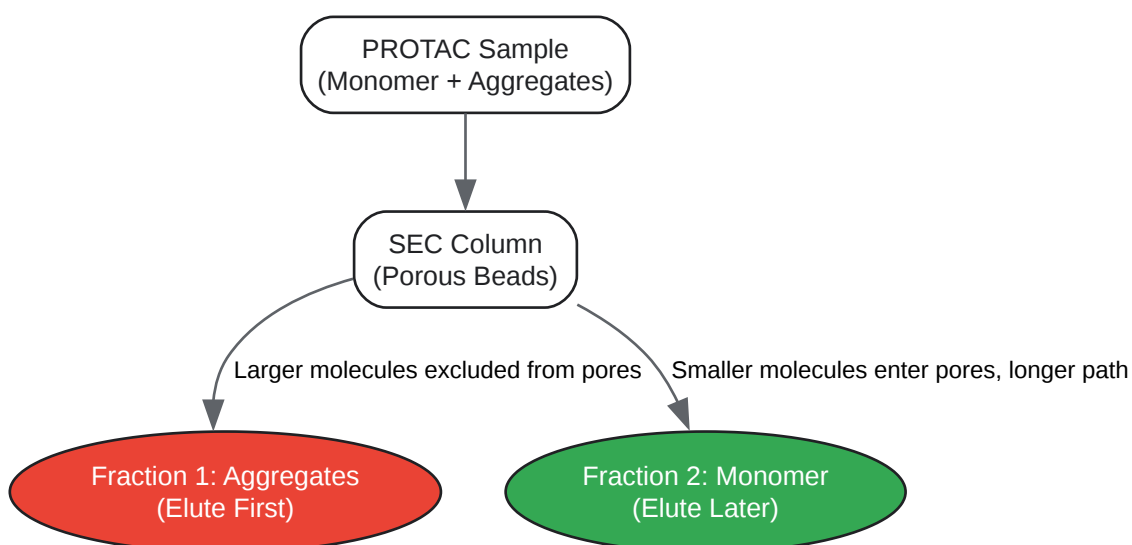 PROTAC Sample
(Monomer + Aggregates)
SEC Column
(Porous Beads)
Larger molecules excluded from pores
Smaller molecules enter pores, longer path
Fraction 1: Aggregates
(Elute First)
Fraction 2: Monomer
(Elute Later)